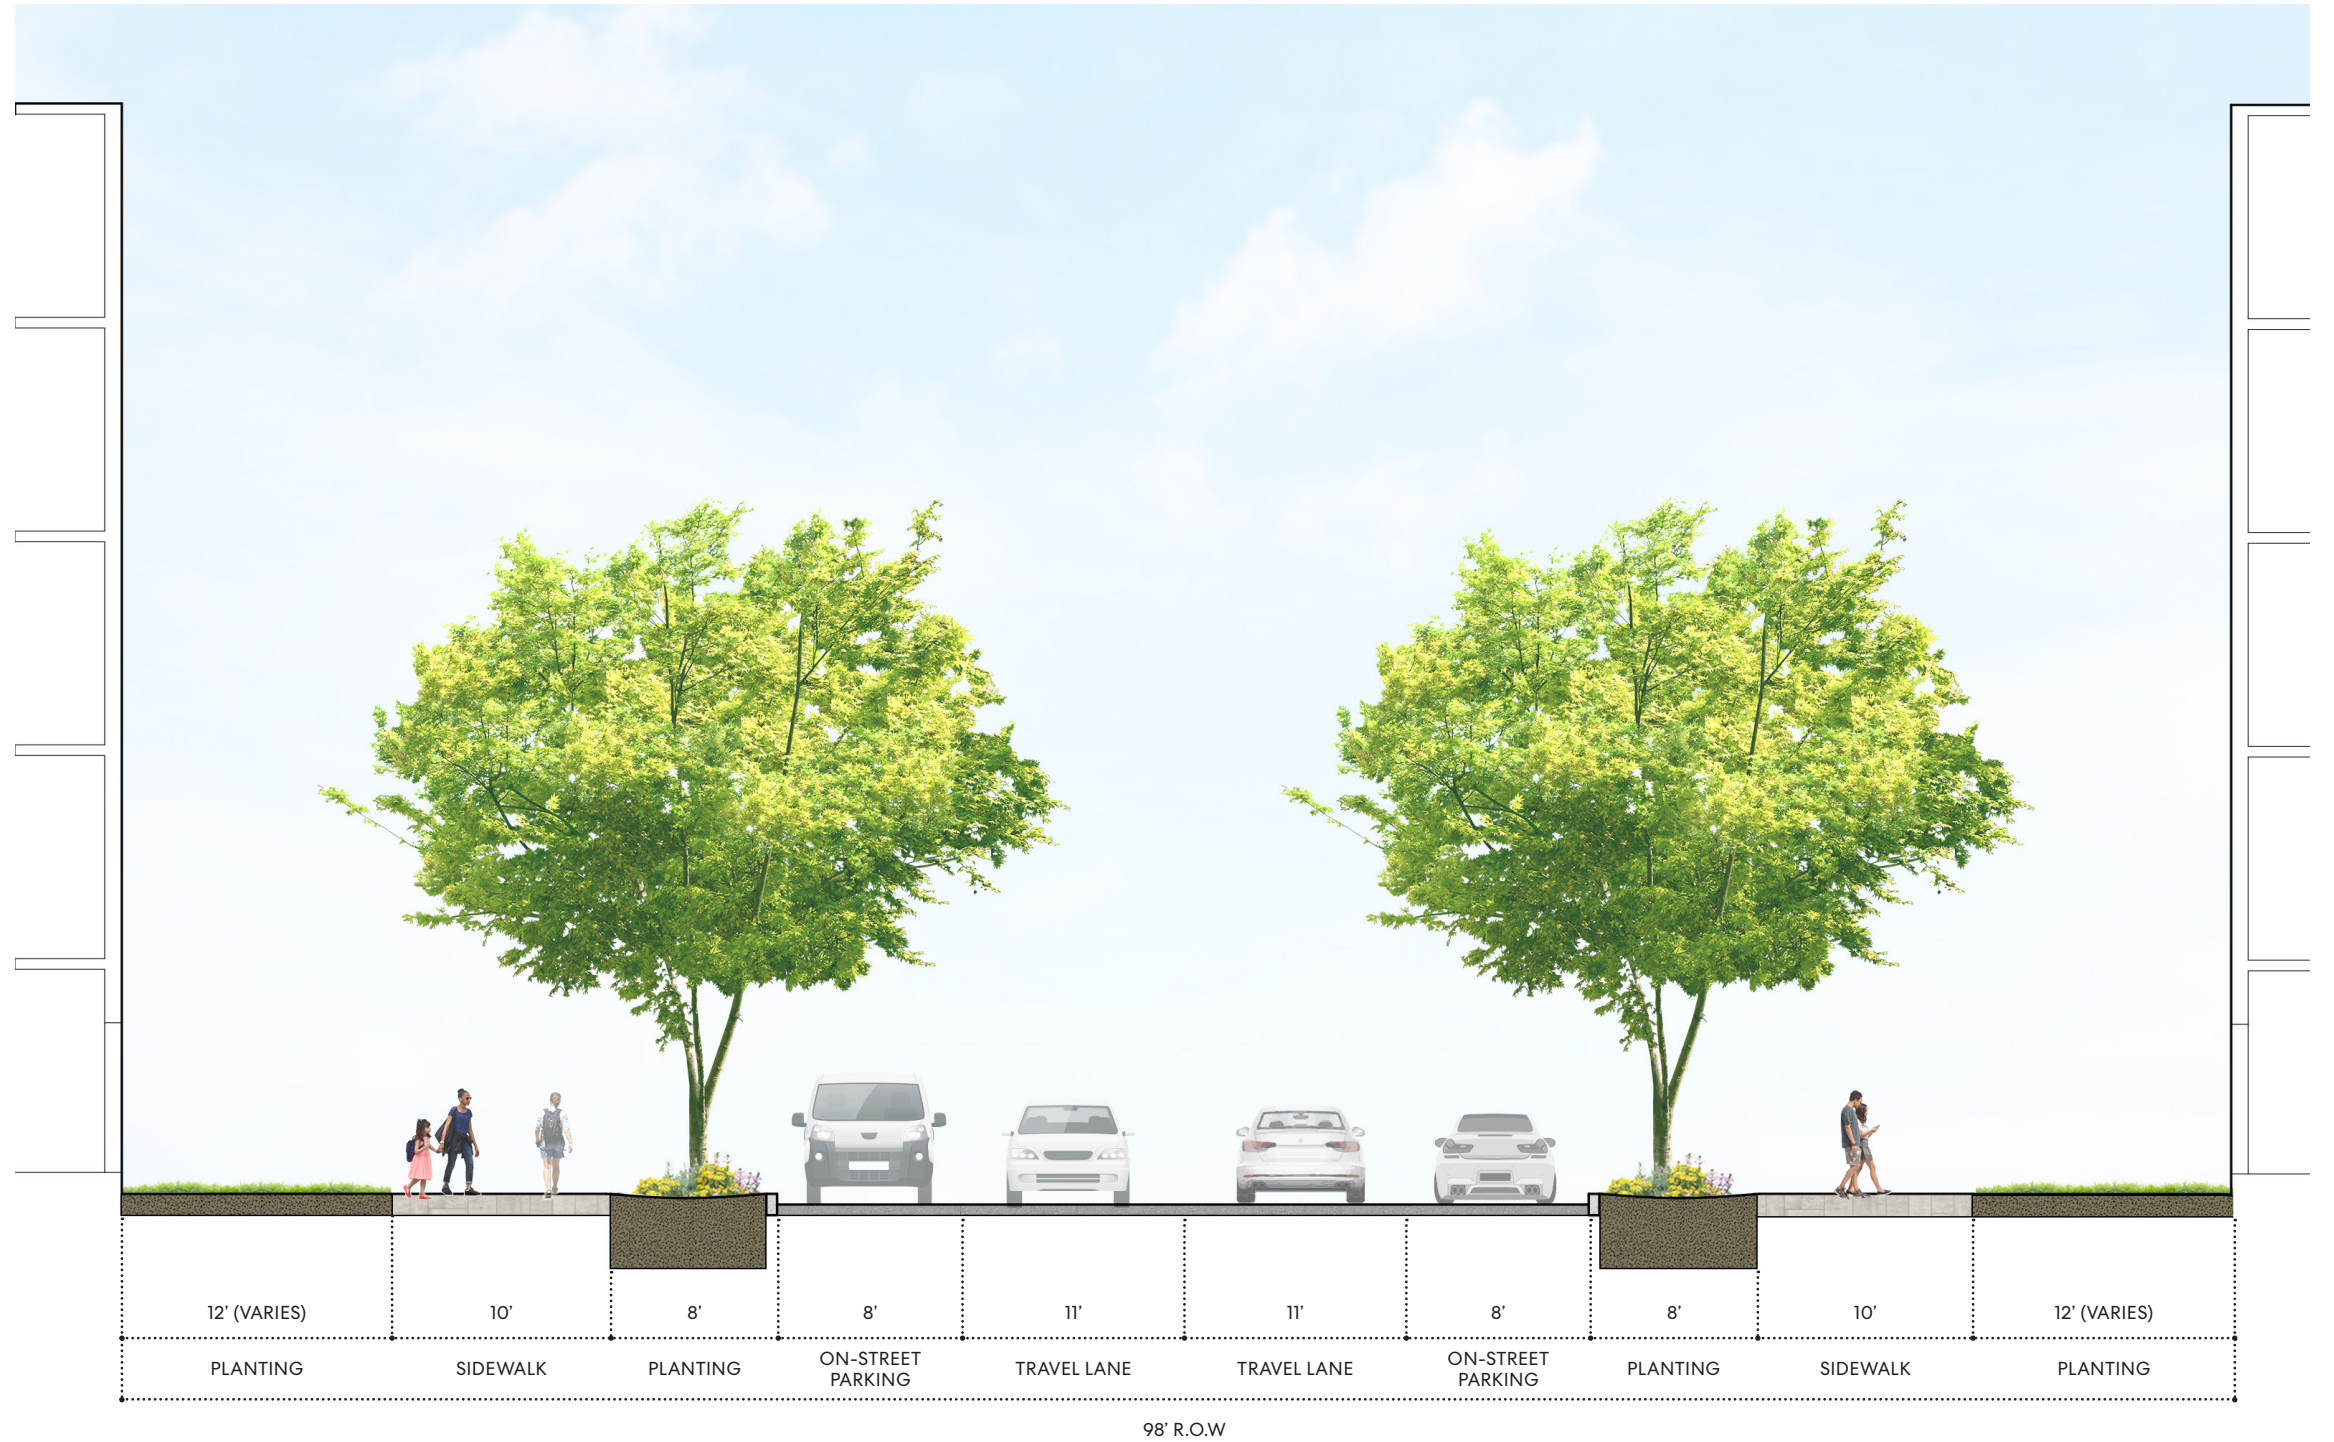 12’ (VARIES) 10’ 8’ 8’ 11’ 11’ 8’ 8’ 10’ 12’ (VARIES)
PLANTING SIDEWALK PLANTING ON-STREET PARKING TRAVEL LANE TRAVEL LANE ON-STREET PARKING PLANTING SIDEWALK PLANTING
98’ R.O.W